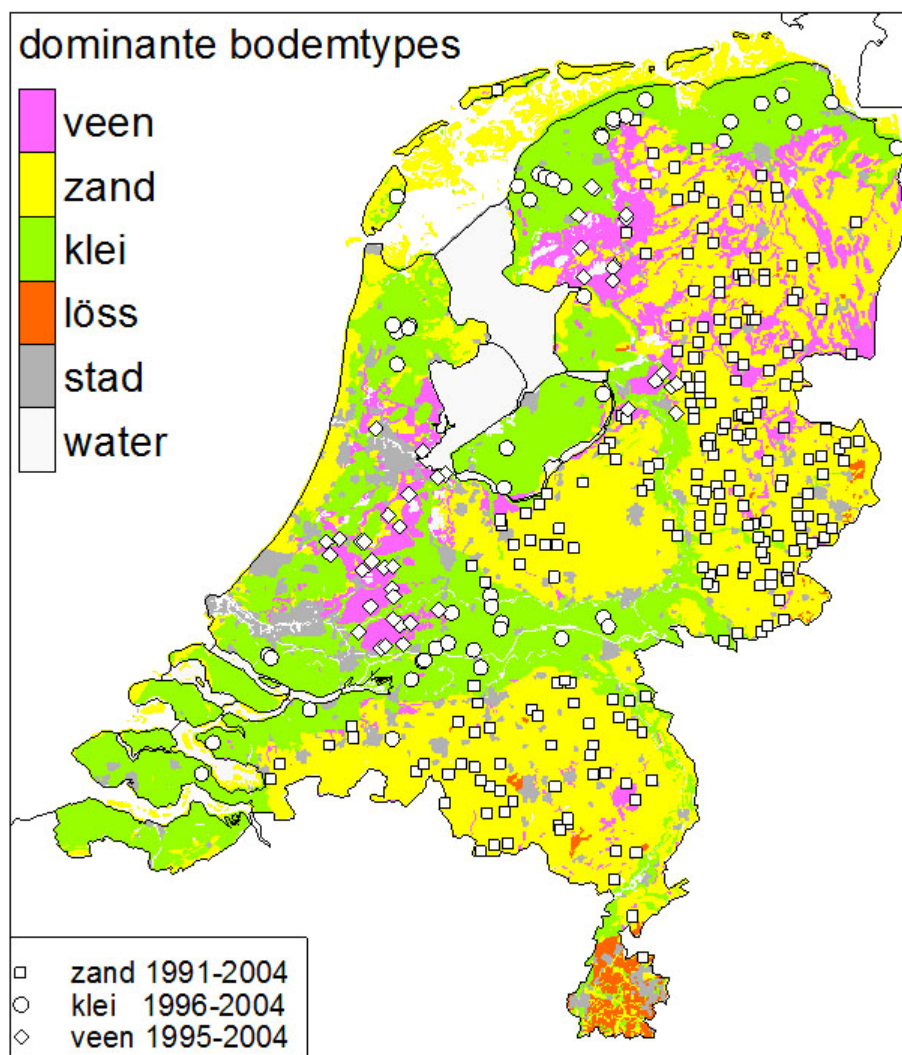 dominante bodemtypes
veen
zand
klei
löss
stad
water
zand 1991-2004
klei 1996-2004
veen 1995-2004